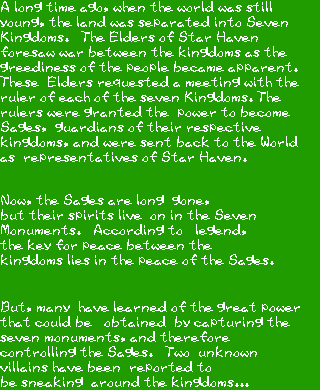 A long time ago, when the world was still
young, the land was separated into Seven
Kingdoms. The Elders of Star Haven
foresaw war between the kingdoms as the
greediness of the people became apparent.
These Elders requested a meeting with the
ruler of each of the seven Kingdoms. The
rulers were granted the power to become
Sages, guardians of their respective
kingdoms, and were sent back to the World
as representatives of Star Haven.
Now, the Sages are long gone,
but their spirits live on in the Seven
Monuments. According to legend,
the key for peace between the
kingdoms lies in the peace of the Sages.
But, many have learned of the great power
that could be obtained by capturing the
seven monuments, and therefore
controlling the Sages. Two unknown
villains have been reported to
be sneaking around the kingdoms...